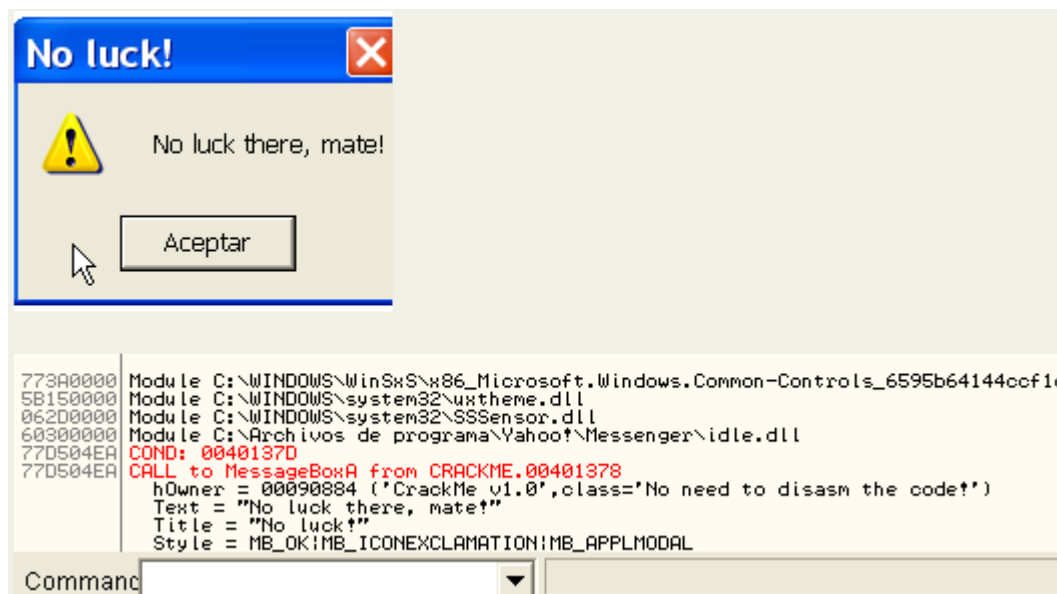 No luck!
No luck there, mate!
Aceptar
773A0000 Module C:\WINDOWS\WinSxS\x86_Microsoft.Windows.Common-Controls_6595b64144ccf1
5B150000 Module C:\WINDOWS\system32\uxtheme.dll
062D0000 Module C:\WINDOWS\system32\SSSensor.dll
60300000 Module C:\Archivos de programa\Yahoo!\Messenger\idle.dll
77D504EA COND: 0040137D
77D504EA CALL to MessageBoxA from CRACKME.00401378
hOwner = 00090884 ('CrackMe v1.0',class='No need to disasm the code!')
Text = "No luck there, mate!"
Title = "No luck!"
Style = MB_OK|MB_ICONEXCLAMATION|MB_APPLMODAL
Command